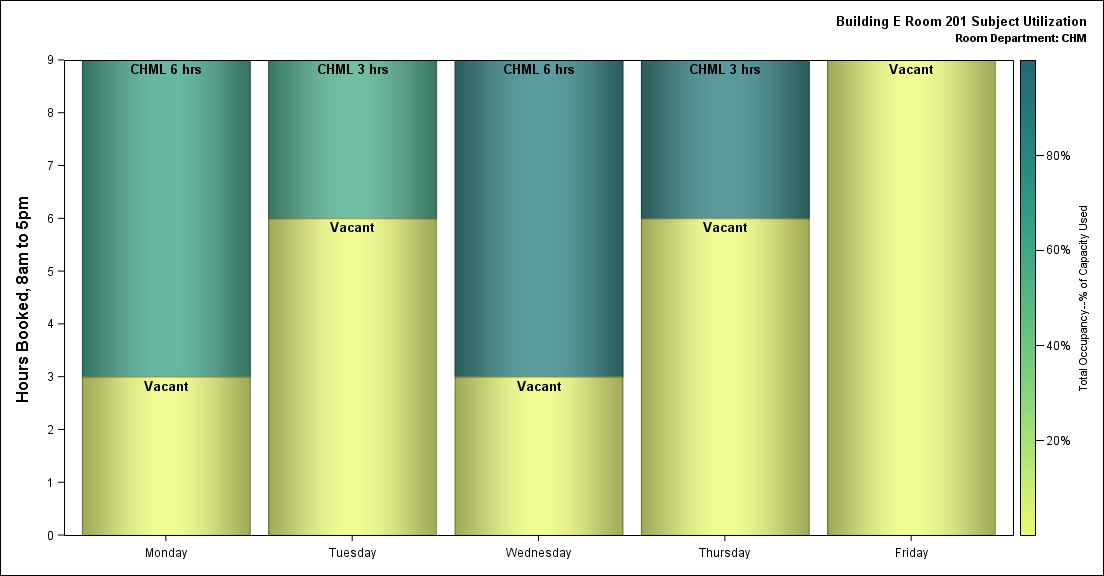 Building E Room 201 Subject Utilization
Room Department: CHM
Hours Booked, 8am to 5pm
9
8
7
6
5
4
3
2
1
0
CHML 6 hrs
Vacant
CHML 3 hrs
Vacant
CHML 6 hrs
Vacant
CHML 3 hrs
Vacant
Vacant
Monday
Tuesday
Wednesday
Thursday
Friday
80%
60%
40%
20%
Total Occupancy--% of Capacity Used